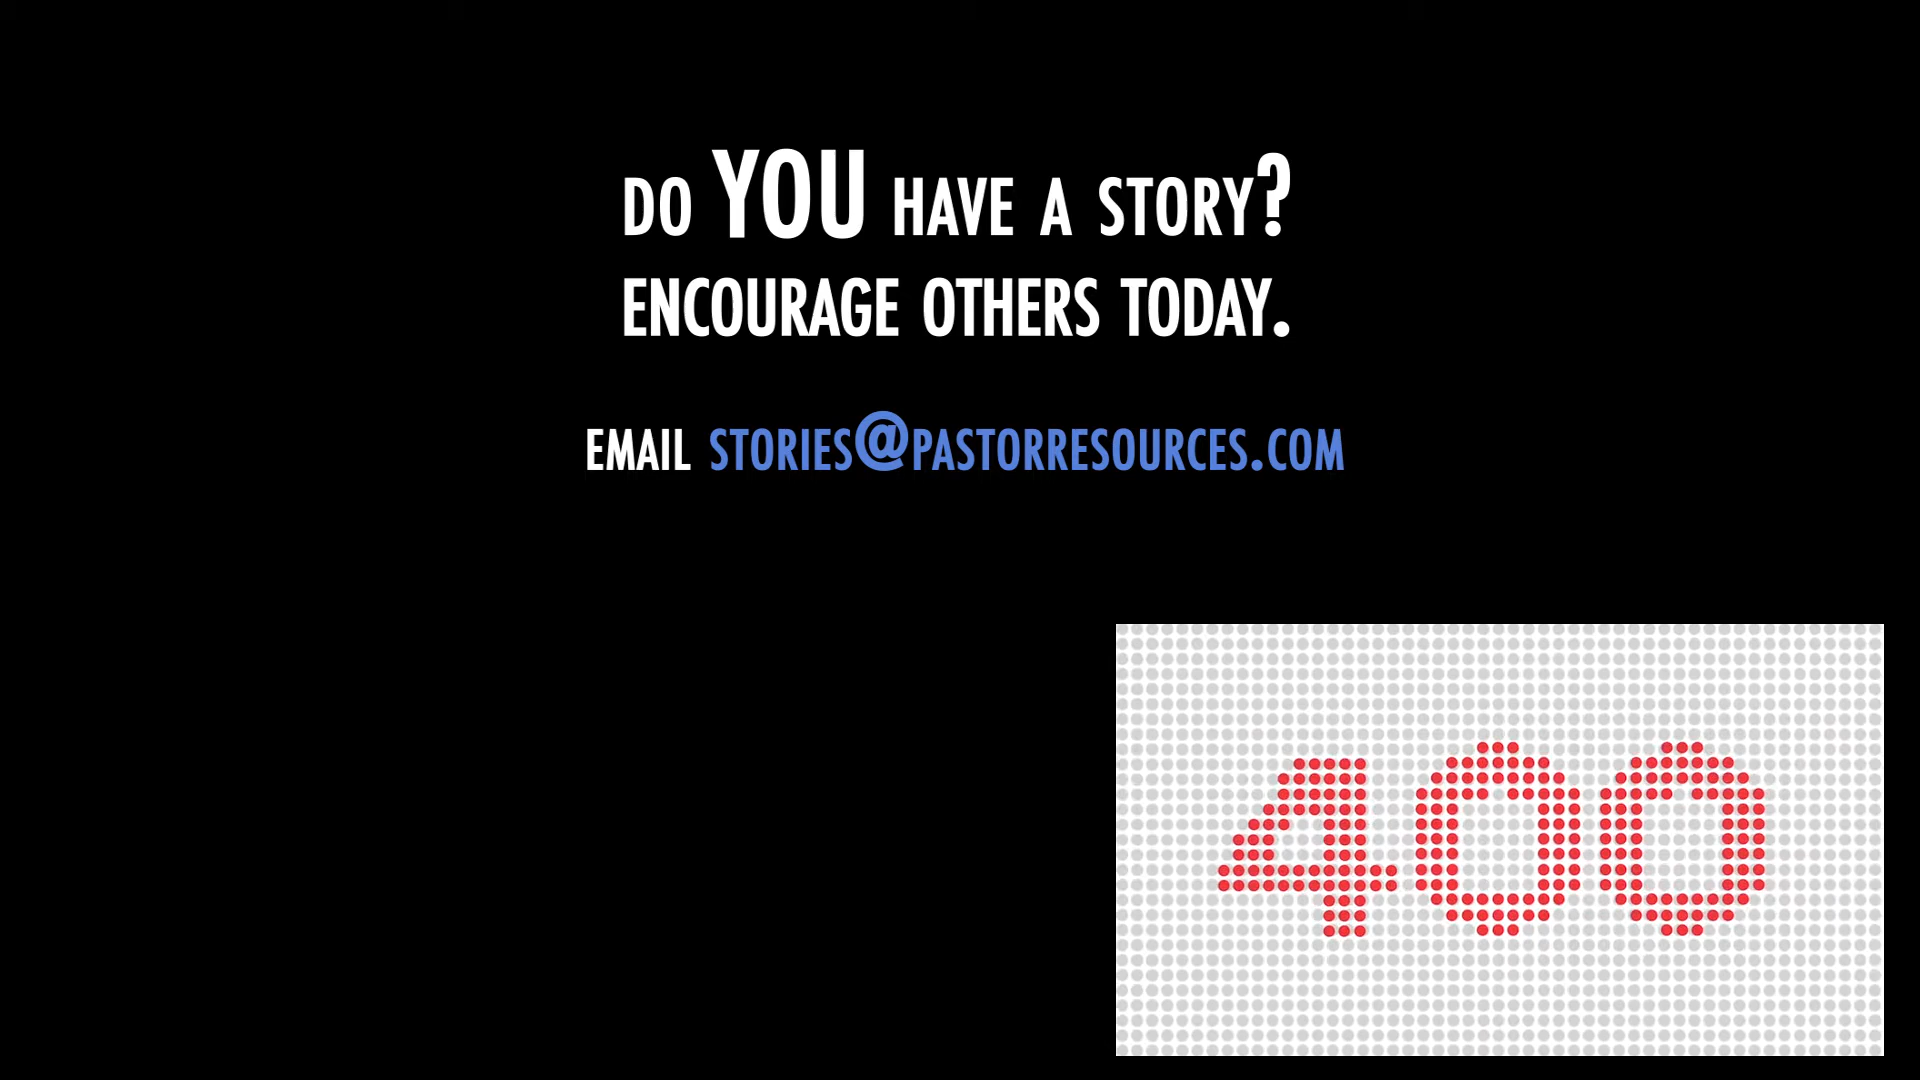 DO YOU HAVE A STORY?
ENCOURAGE OTHERS TODAY.
EMAIL STORIES@PASTORRESOURCES.COM
400